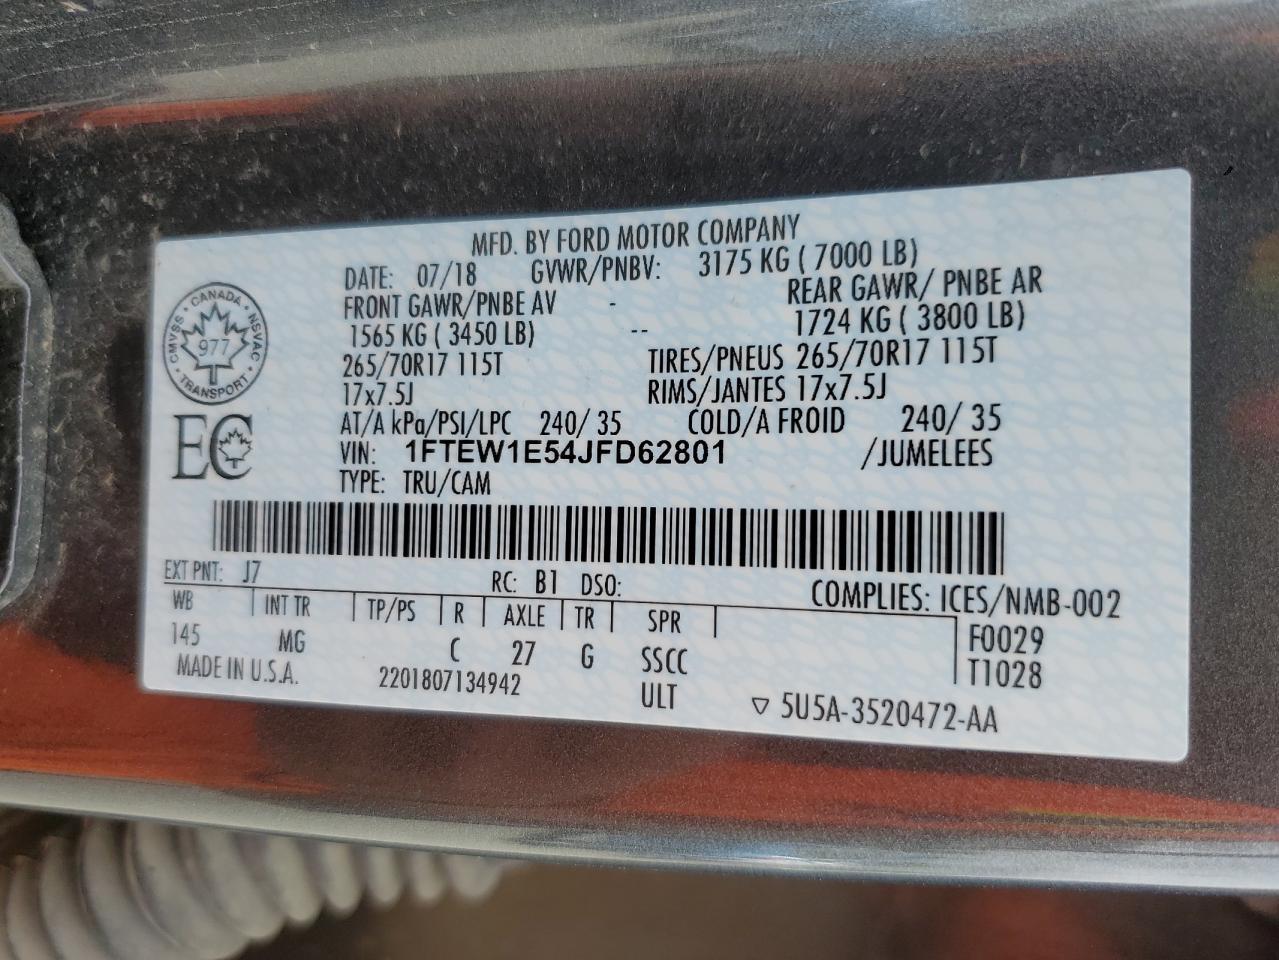 MFD. BY FORD MOTOR COMPANY
DATE: 07/18 GVWR/PNBV: 3175 KG ( 7000 LB)
FRONT GAWR/PNBE AV - REAR GAWR/ PNBE AR
1565 KG ( 3450 LB) -- 1724 KG ( 3800 LB)
265/70R17 115T TIRES/PNEUS 265/70R17 115T
17x7.5J RIMS/JANTES 17x7.5J
AT/A kPa/PSI/LPC 240/ 35 COLD/A FROID 240/ 35
VIN: 1FTEW1E54JFD62801 /JUMELEES
TYPE: TRU/CAM
CANADA
CMVSS
NSVAC
977
TRANSPORT
EC
EXT PNT: J7 RC: B1 DSO: COMPLIES: ICES/NMB-002
WB INT TR TP/PS R AXLE TR SPR F0029
145 MG C 27 G SSCC T1028
MADE IN U.S.A. 2201807134942 ULT ▽ 5U5A-3520472-AA